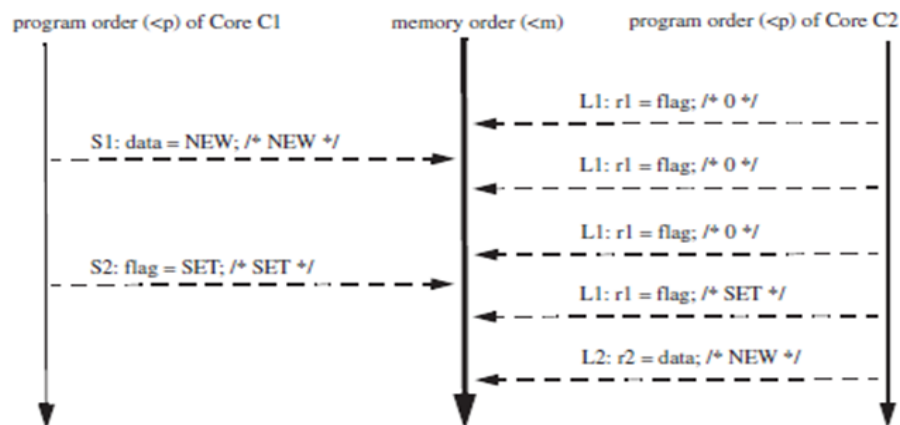 program order (<p) of Core C1
memory order (<m)
program order (<p) of Core C2
L1: r1 = flag; /* 0 */
S1: data = NEW; /* NEW */
L1: r1 = flag; /* 0 */
L1: r1 = flag; /* 0 */
S2: flag = SET; /* SET */
L1: r1 = flag; /* SET */
L2: r2 = data; /* NEW */